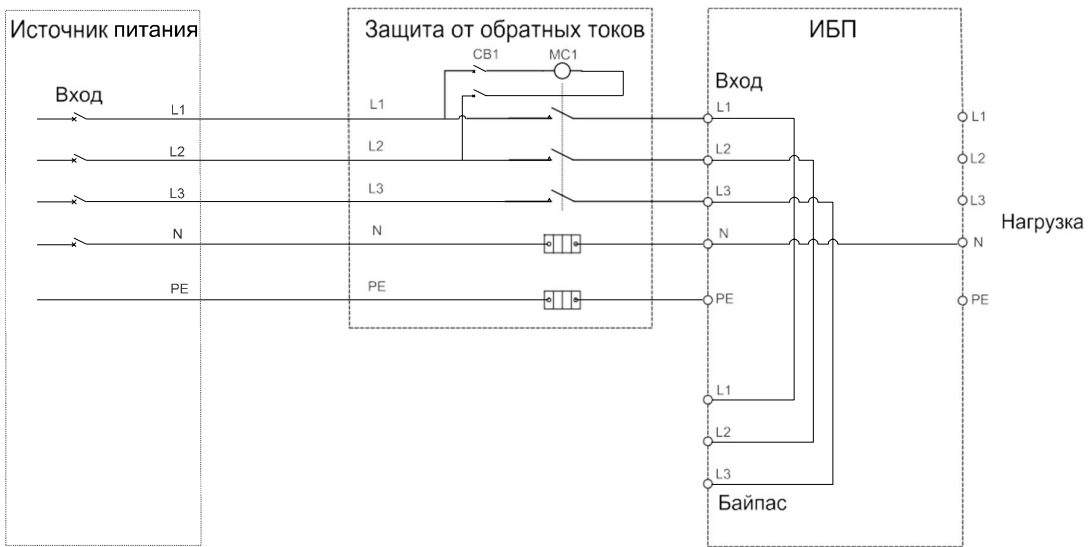 Источник питания
Защита от обратных токов
ИБП
CB1
MC1
Вход
Вход
L1
L1
L1
L1
L2
L2
L2
L2
L3
L3
L3
L3
Нагрузка
N
N
N
N
PE
PE
PE
PE
L1
L2
L3
Байпас